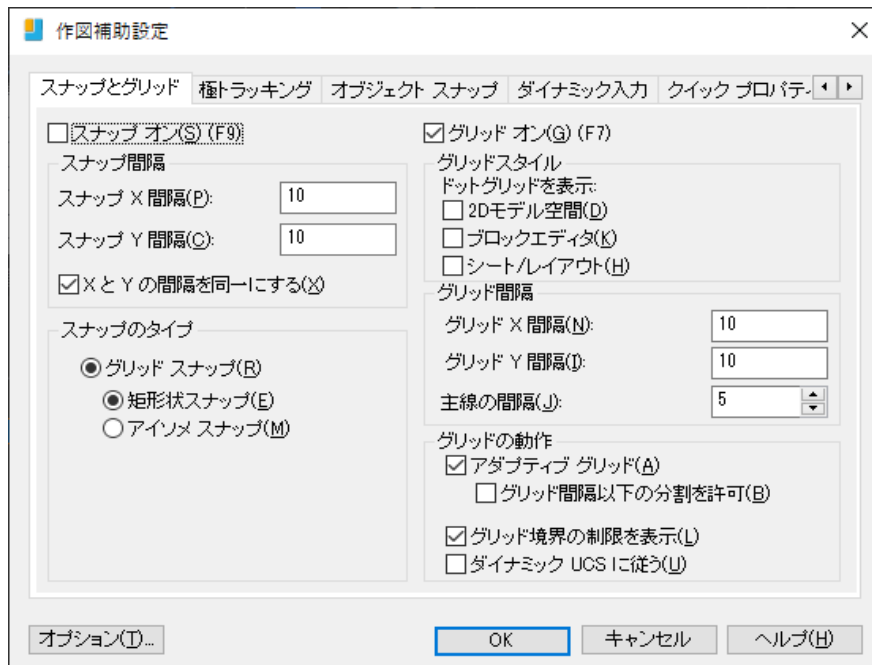 作図補助設定
スナップとグリッド 極トラッキング オブジェクト スナップ ダイナミック入力 クイック プロパティ
スナップ オン(S) (F9)
スナップ間隔
スナップ X 間隔(P): 10
スナップ Y 間隔(C): 10
X と Y の間隔を同一にする(X)
スナップのタイプ
グリッド スナップ(R)
矩形状スナップ(E)
アイソメ スナップ(M)
グリッド オン(G) (F7)
グリッドスタイル
ドットグリッドを表示:
2Dモデル空間(D)
ブロックエディタ(K)
シート/レイアウト(H)
グリッド間隔
グリッド X 間隔(N): 10
グリッド Y 間隔(I): 10
主線の間隔(J): 5
グリッドの動作
アダプティブ グリッド(A)
グリッド間隔以下の分割を許可(B)
グリッド境界の制限を表示(L)
ダイナミック UCS に従う(U)
オプション(T)... OK キャンセル ヘルプ(H)